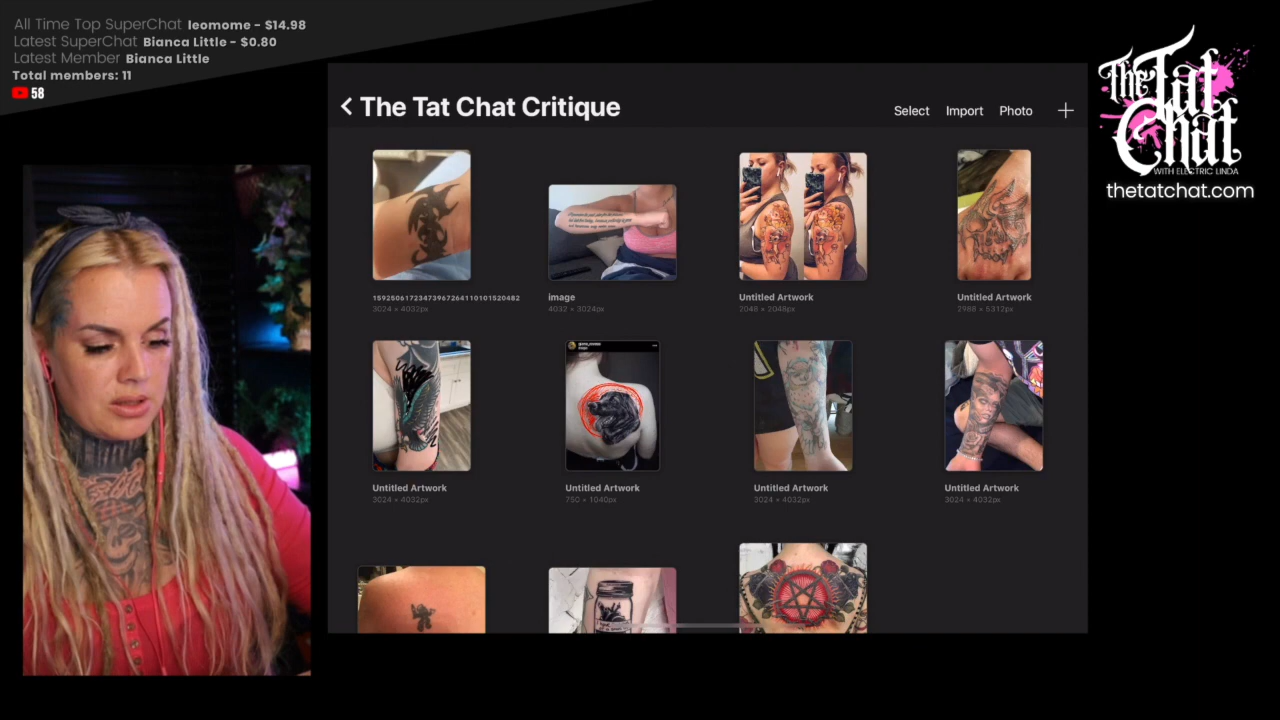 All Time Top SuperChat leomome - $14.98
Latest SuperChat Bianca Little - $0.80
Latest Member Bianca Little
Total members: 11
58
The Tat Chat Critique
Select Import Photo
The Tat Chat
WITH ELECTRIC LINDA
thetatchat.com
image
4032 × 3024px
Untitled Artwork
2048 × 2048px
Untitled Artwork
2988 × 5312px
3024 × 4032px
Untitled Artwork
3024 × 4032px
Untitled Artwork
750 × 1040px
Untitled Artwork
3024 × 4032px
Untitled Artwork
3024 × 4032px